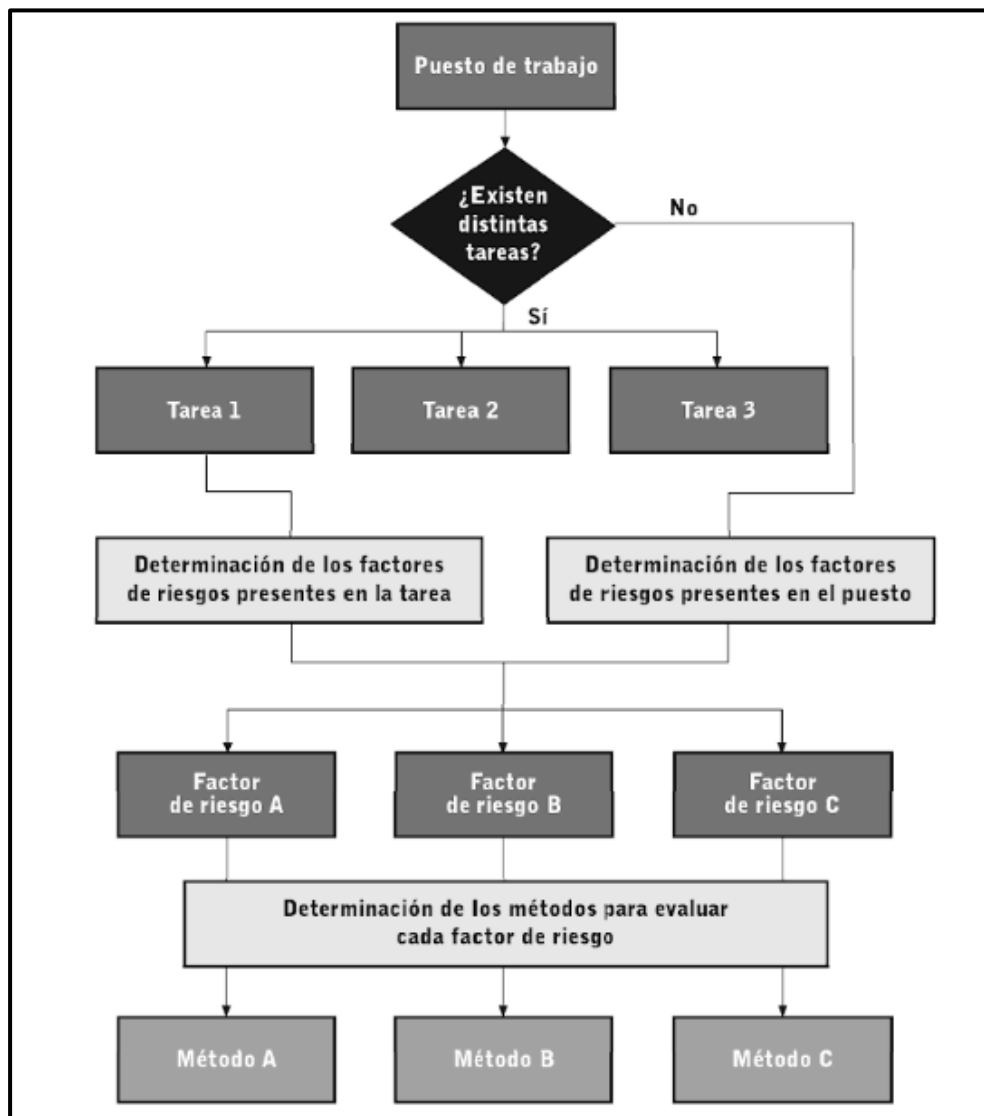 Puesto de trabajo
¿Existen
distintas
tareas?
No
Sí
Tarea 1
Tarea 2
Tarea 3
Determinación de los factores
de riesgos presentes en la tarea
Determinación de los factores
de riesgos presentes en el puesto
Factor
de riesgo A
Factor
de riesgo B
Factor
de riesgo C
Determinación de los métodos para evaluar
cada factor de riesgo
Método A
Método B
Método C